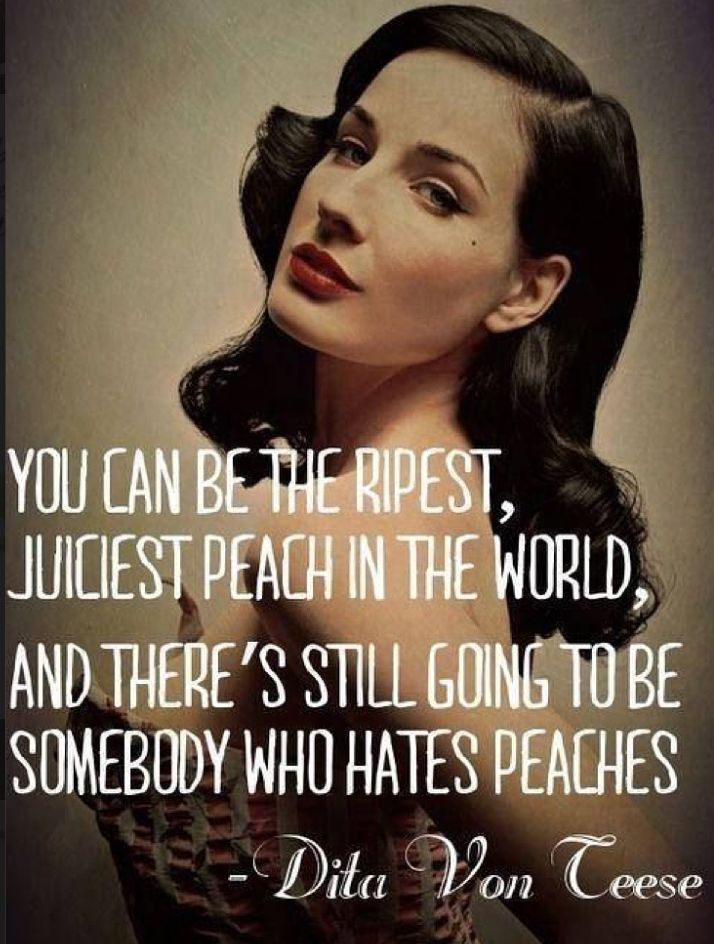 YOU CAN BE THE RIPEST,
JUICIEST PEACH IN THE WORLD,
AND THERE'S STILL GOING TO BE
SOMEBODY WHO HATES PEACHES
-Dita Von Teese